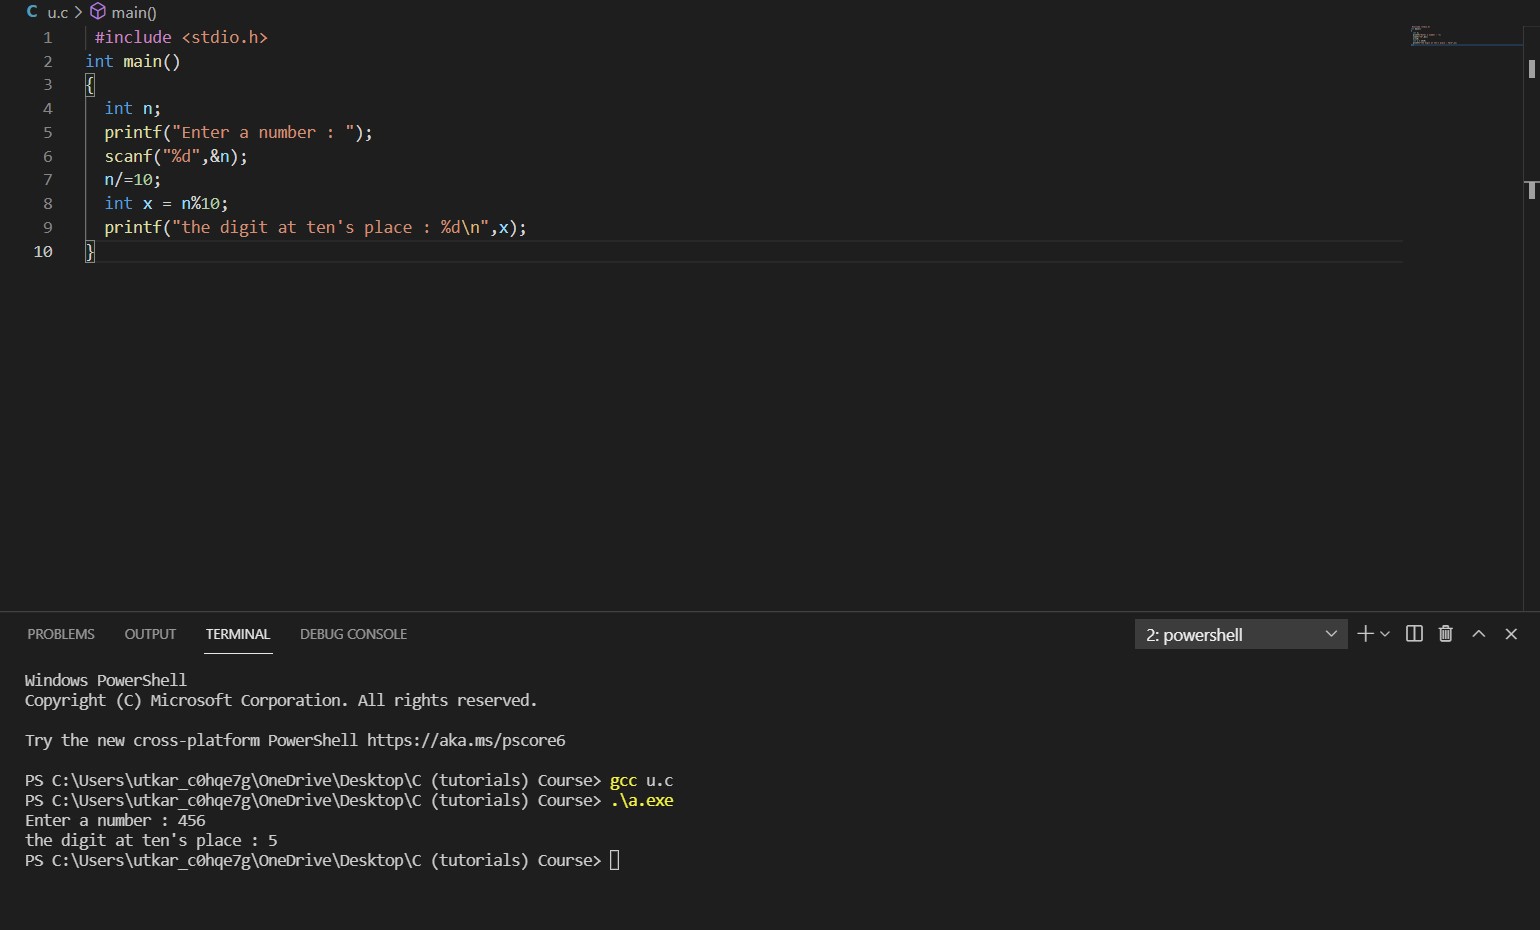 C u.c > main()
1 #include <stdio.h>
2 int main()
3 {
4 int n;
5 printf("Enter a number : ");
6 scanf("%d",&n);
7 n/=10;
8 int x = n%10;
9 printf("the digit at ten's place : %d\n",x);
10 }
PROBLEMS OUTPUT TERMINAL DEBUG CONSOLE 2: powershell
Windows PowerShell
Copyright (C) Microsoft Corporation. All rights reserved.
Try the new cross-platform PowerShell https://aka.ms/pscore6
PS C:\Users\utkar_c0hqe7g\OneDrive\Desktop\C (tutorials) Course> gcc u.c
PS C:\Users\utkar_c0hqe7g\OneDrive\Desktop\C (tutorials) Course> .\a.exe
Enter a number : 456
the digit at ten's place : 5
PS C:\Users\utkar_c0hqe7g\OneDrive\Desktop\C (tutorials) Course>